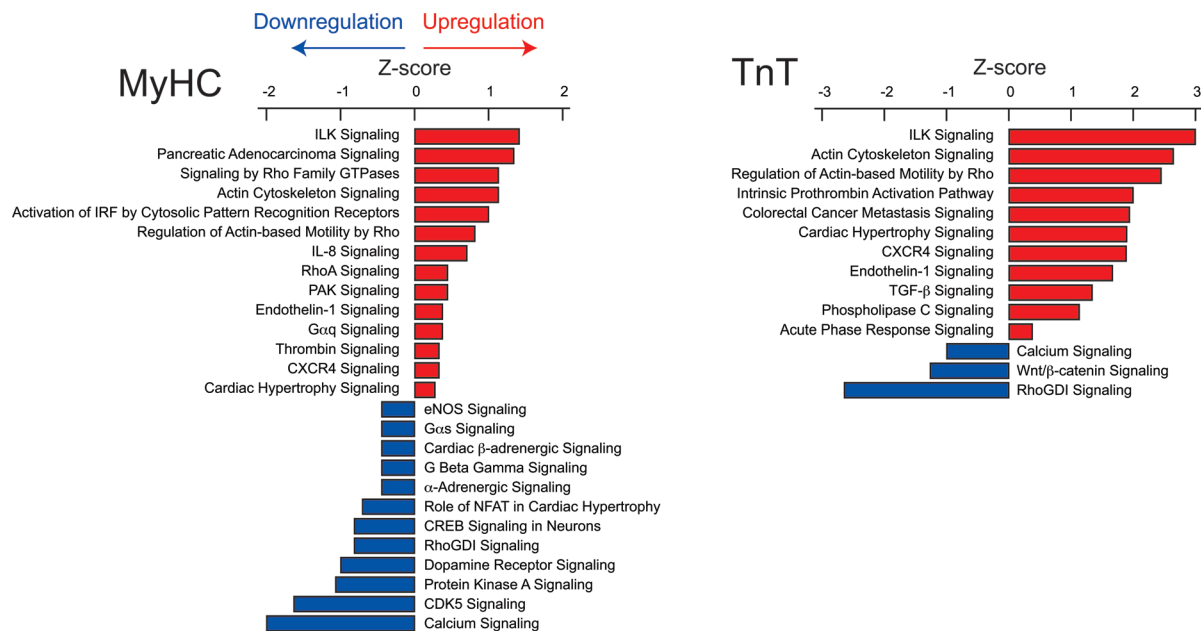 Downregulation Upregulation
MyHC
Z-score
-2 -1 0 1 2
ILK Signaling
Pancreatic Adenocarcinoma Signaling
Signaling by Rho Family GTPases
Actin Cytoskeleton Signaling
Activation of IRF by Cytosolic Pattern Recognition Receptors
Regulation of Actin-based Motility by Rho
IL-8 Signaling
RhoA Signaling
PAK Signaling
Endothelin-1 Signaling
Gαq Signaling
Thrombin Signaling
CXCR4 Signaling
Cardiac Hypertrophy Signaling
eNOS Signaling
Gαs Signaling
Cardiac β-adrenergic Signaling
G Beta Gamma Signaling
α-Adrenergic Signaling
Role of NFAT in Cardiac Hypertrophy
CREB Signaling in Neurons
RhoGDI Signaling
Dopamine Receptor Signaling
Protein Kinase A Signaling
CDK5 Signaling
Calcium Signaling
TnT
Z-score
-3 -2 -1 0 1 2 3
ILK Signaling
Actin Cytoskeleton Signaling
Regulation of Actin-based Motility by Rho
Intrinsic Prothrombin Activation Pathway
Colorectal Cancer Metastasis Signaling
Cardiac Hypertrophy Signaling
CXCR4 Signaling
Endothelin-1 Signaling
TGF-β Signaling
Phospholipase C Signaling
Acute Phase Response Signaling
Calcium Signaling
Wnt/β-catenin Signaling
RhoGDI Signaling